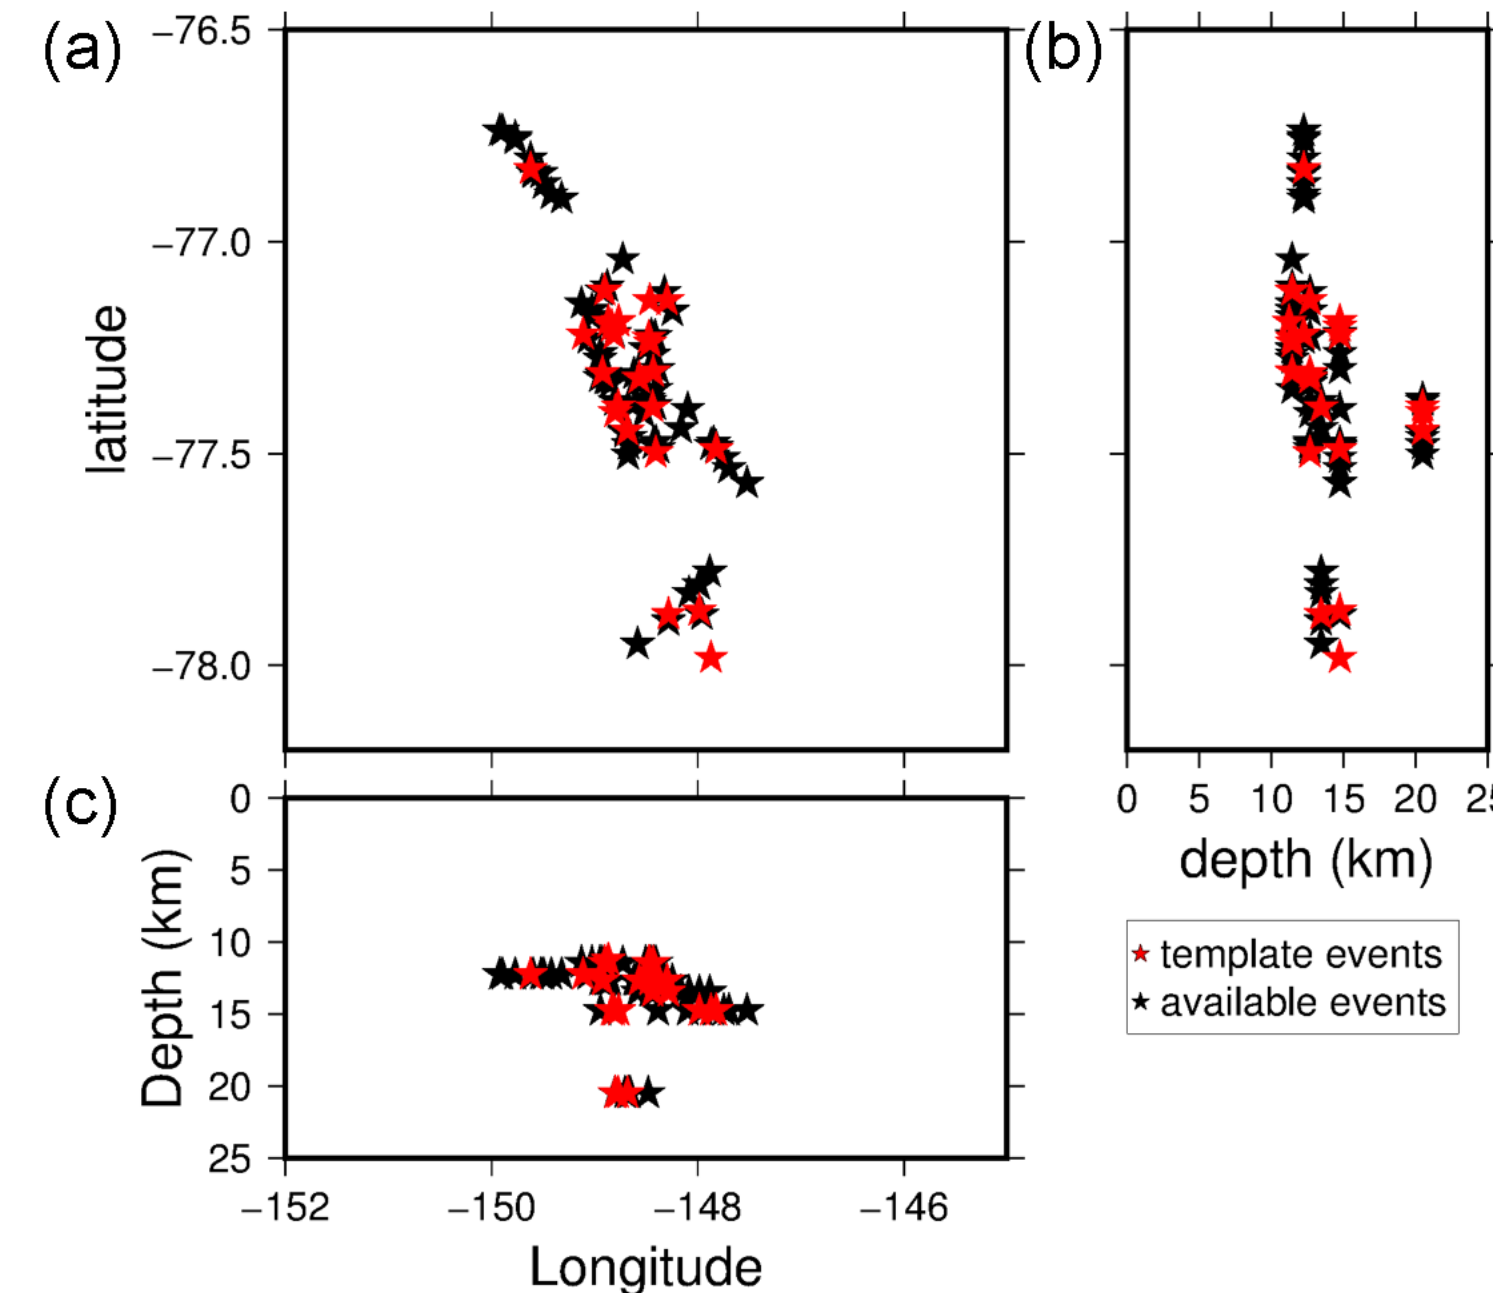 (a)
−76.5
−77.0
−77.5
−78.0
latitude
(b)
0 5 10 15 20 25
depth (km)
(c)
0
5
10
15
20
25
Depth (km)
−152 −150 −148 −146
Longitude
template events
available events